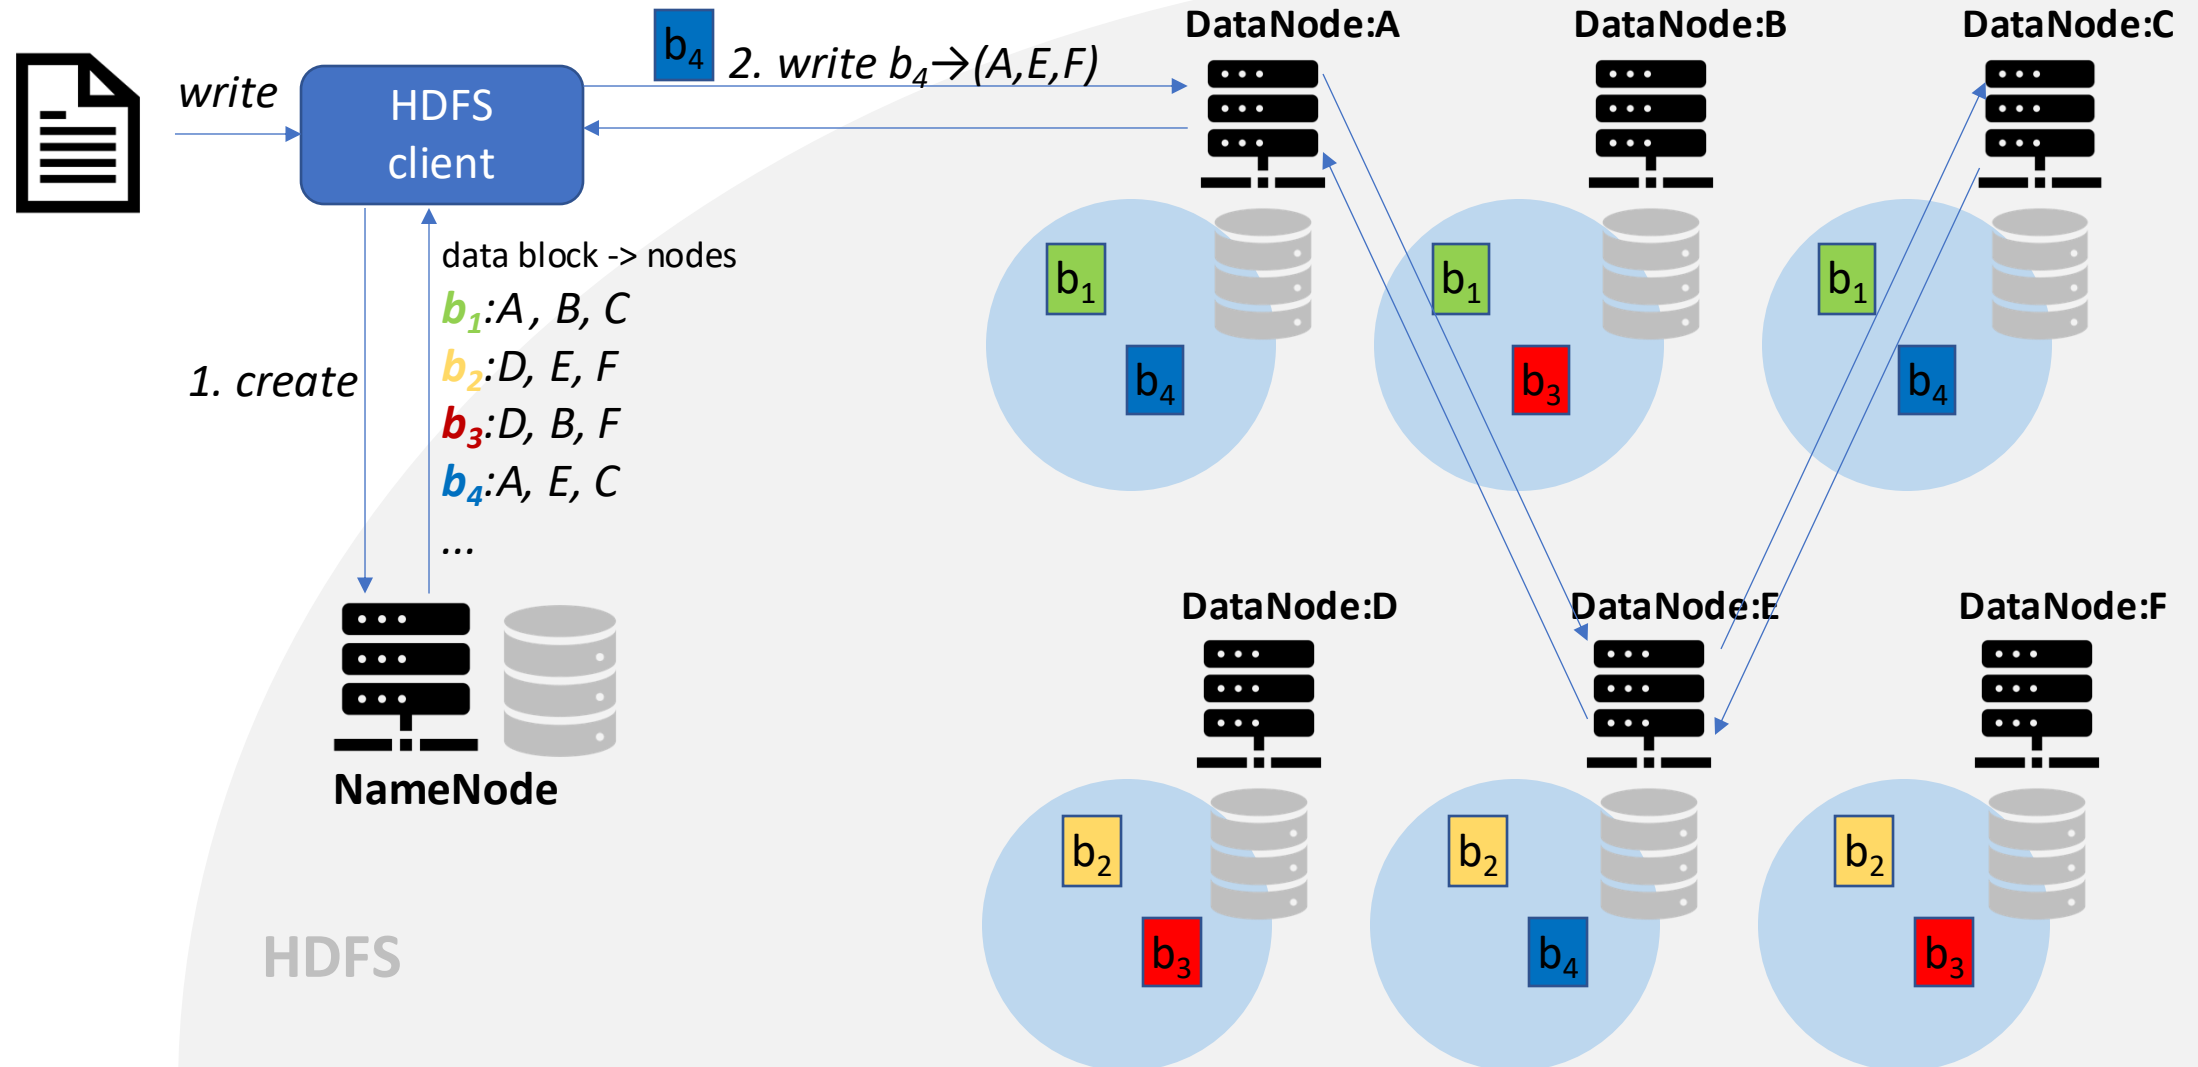 DataNode:A
DataNode:B
DataNode:C
b4
2. write b4→(A,E,F)
write
HDFS
client
data block -> nodes
b1:A, B, C
b2:D, E, F
b3:D, B, F
b4:A, E, C
...
1. create
b1
b4
b1
b3
b1
b4
DataNode:D
DataNode:E
DataNode:F
NameNode
b2
b3
b2
b4
b2
b3
HDFS